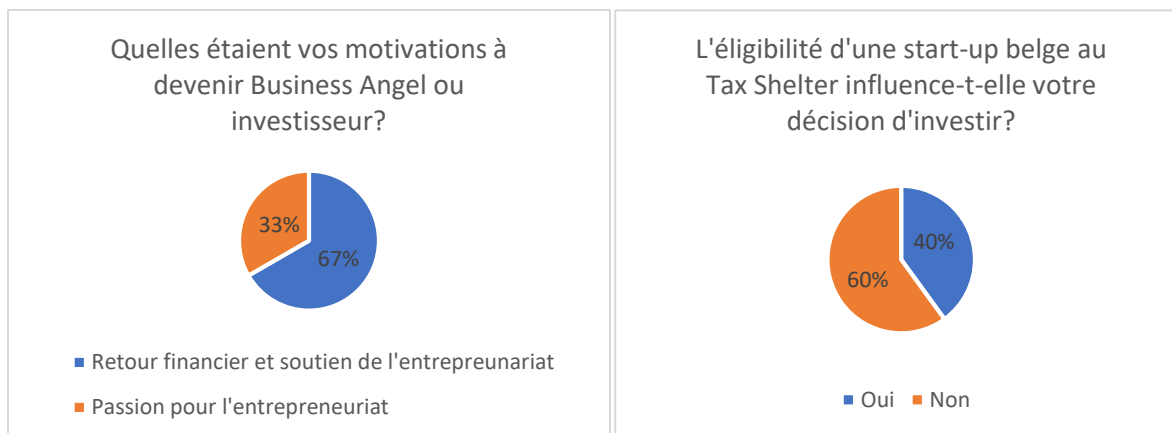 Quelles étaient vos motivations à
devenir Business Angel ou
investisseur?
33%
67%
Retour financier et soutien de l'entrepreunariat
Passion pour l'entrepreneuriat
L'éligibilité d'une start-up belge au
Tax Shelter influence-t-elle votre
décision d'investir?
40%
60%
Oui Non